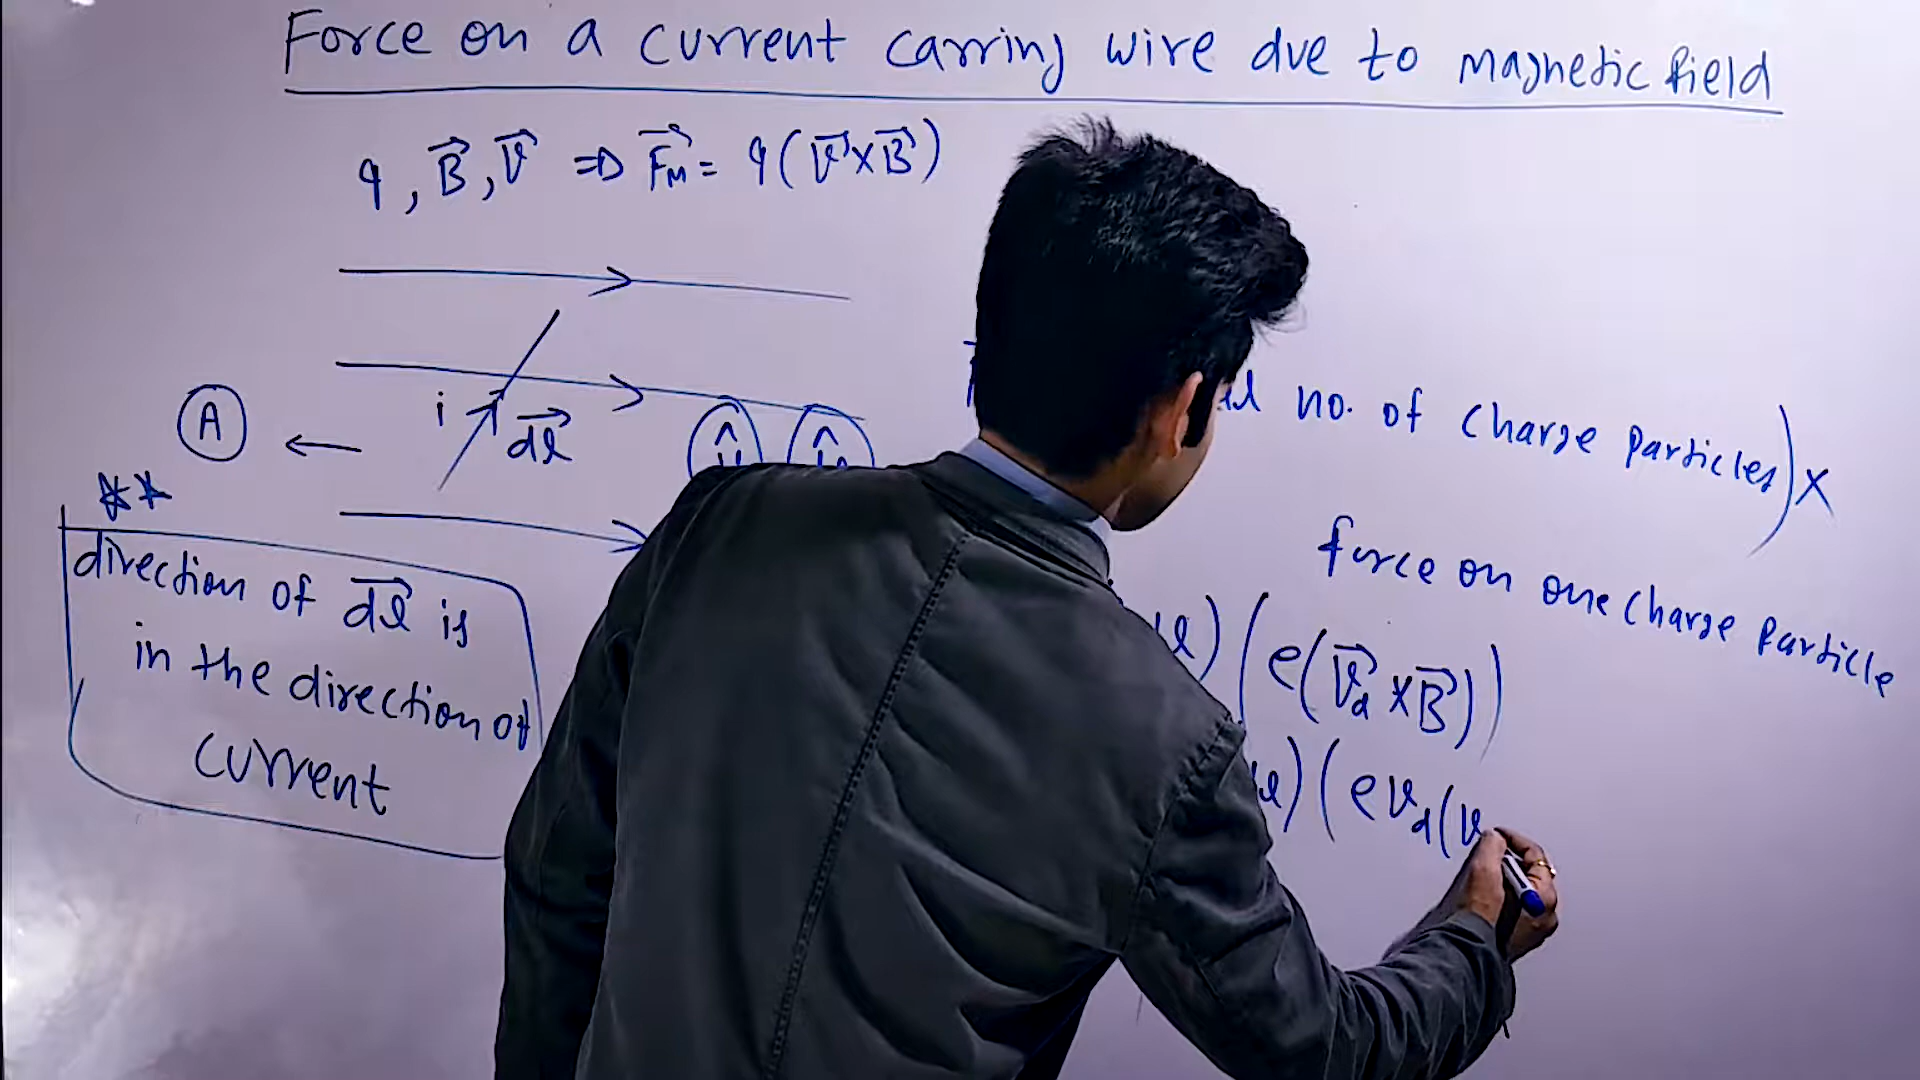 Force on a current carring wire due to magnetic field
q, B⃗, v⃗ ⇒ F⃗м = q(v⃗×B⃗)
i
dl⃗
A
**
direction of dl⃗ is
in the direction of
current
no. of charge particles) ×
force on one charge particle
l) (e(v⃗d × B⃗))
l) (e vd (v